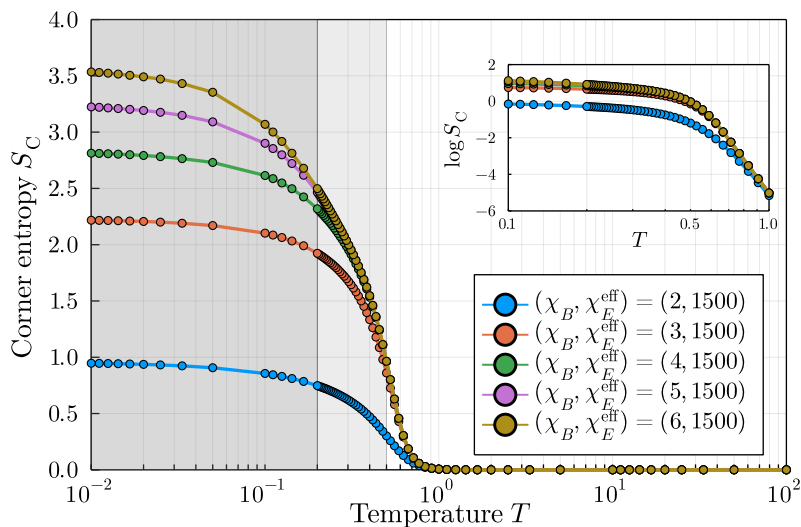 4.0
3.5
3.0
2.5
2.0
1.5
1.0
0.5
0.0
Corner entropy S_C
10^−2
10^−1
10^0
10^1
10^2
Temperature T
2
0
−2
−4
−6
log S_C
0.1
0.5
1.0
T
(χ_B, χ_E^eff) = (2, 1500)
(χ_B, χ_E^eff) = (3, 1500)
(χ_B, χ_E^eff) = (4, 1500)
(χ_B, χ_E^eff) = (5, 1500)
(χ_B, χ_E^eff) = (6, 1500)